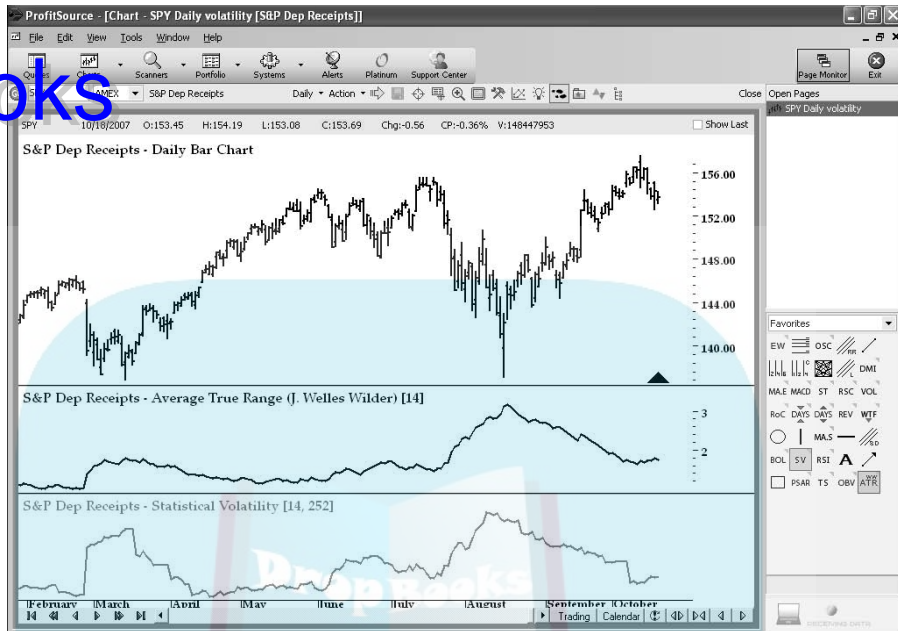 ProfitSource - [Chart - SPY Daily volatility [S&P Dep Receipts]]
File Edit View Tools Window Help
Scanners Portfolio Systems Alerts Platinum Support Center Page Monitor Exit
oks
AMEX S&P Dep Receipts Daily Action Close Open Pages
SPY Daily volatility
SPY 10/18/2007 O:153.45 H:154.19 L:153.08 C:153.69 Chg:-0.56 CP:-0.36% V:148447953 Show Last
S&P Dep Receipts - Daily Bar Chart
156.00
152.00
148.00
144.00
140.00
Favorites
EW OSC RR
DMI
MA.E MACD ST RSC VOL
RoC DAYS DAYS REV WTF
MA.S SD
BOL SV RSI A
PSAR TS OBV WW ATR
S&P Dep Receipts - Average True Range (J. Welles Wilder) [14]
3
2
S&P Dep Receipts - Statistical Volatility [14, 252]
DropBooks
February March April May June July August September October
Trading Calendar
RECEIVING DATA